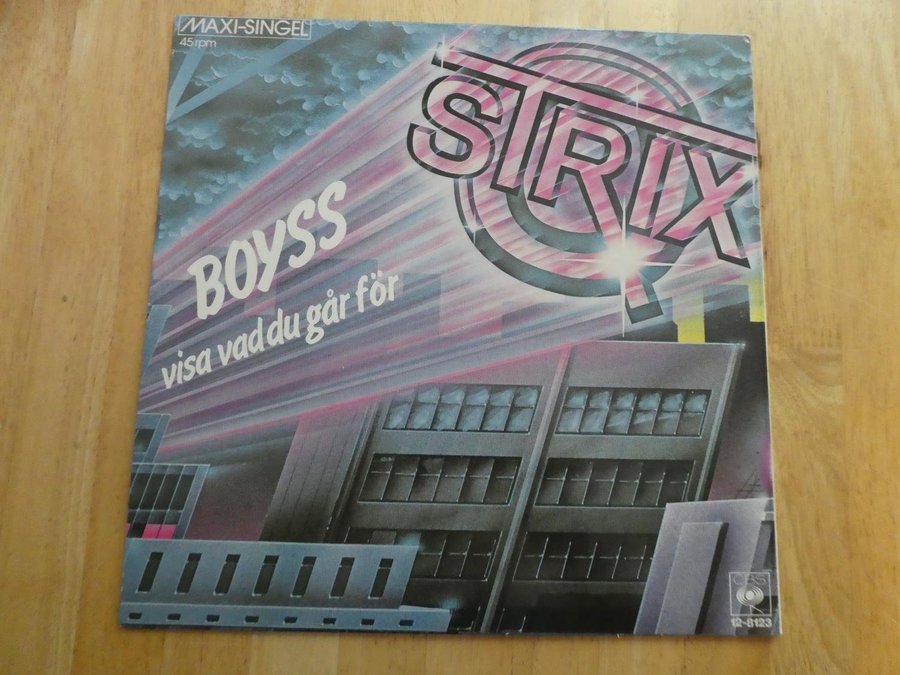 MAXI-SINGEL
45 rpm
STRIX
BOYSS
visa vad du går för
CBS
12-8123